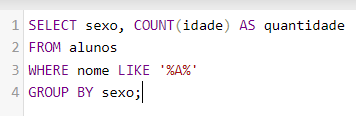 1 SELECT sexo, COUNT(idade) AS quantidade
2 FROM alunos
3 WHERE nome LIKE '%A%'
4 GROUP BY sexo;